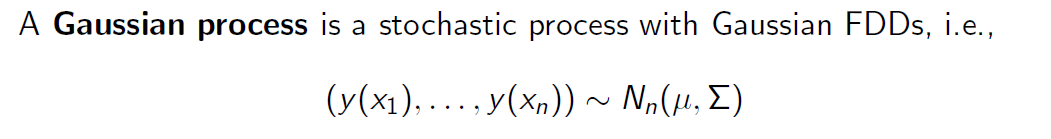 A Gaussian process is a stochastic process with Gaussian FDDs, i.e.,
(y(x₁), . . . , y(xₙ)) ∼ Nₙ(μ, Σ)